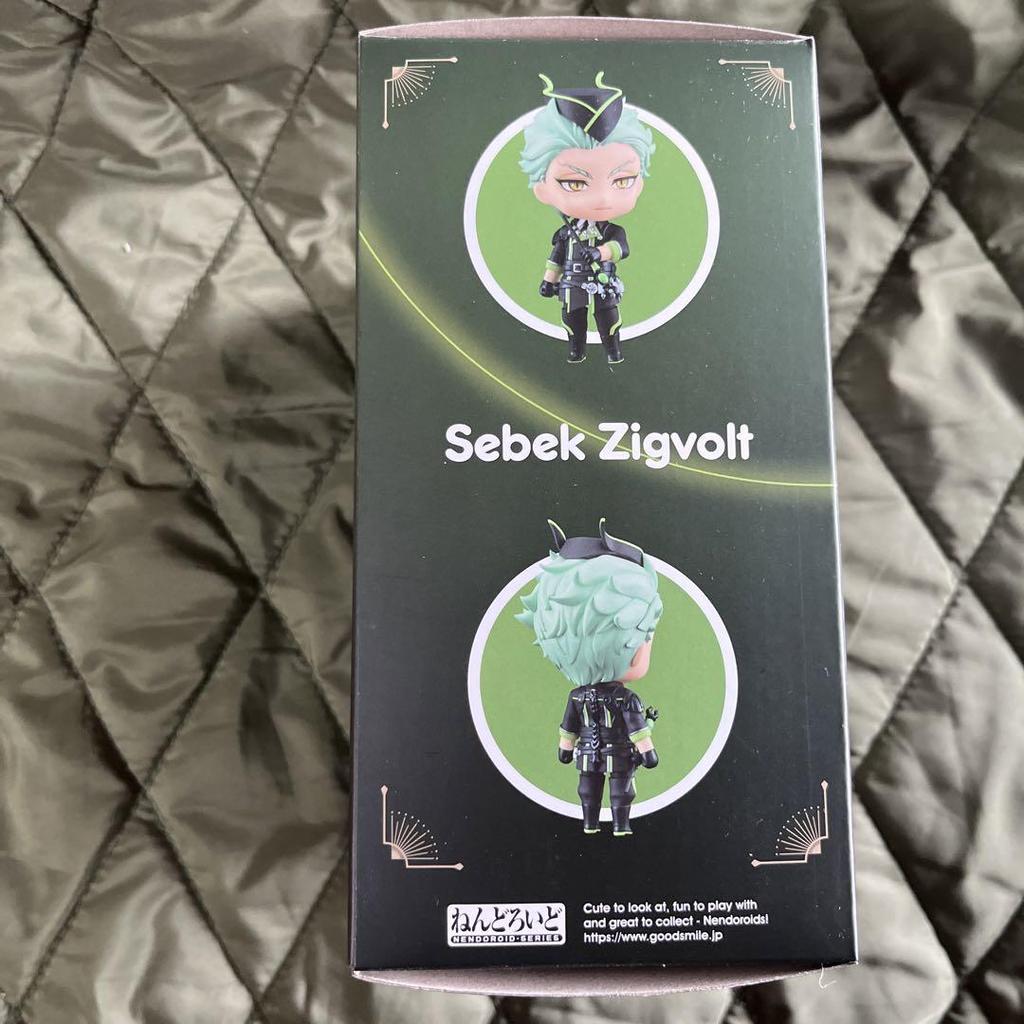 Sebek Zigvolt
ねんどろいど
NENDOROID·SERIES
Cute to look at, fun to play with
and great to collect - Nendoroids!
https://www.goodsmile.jp